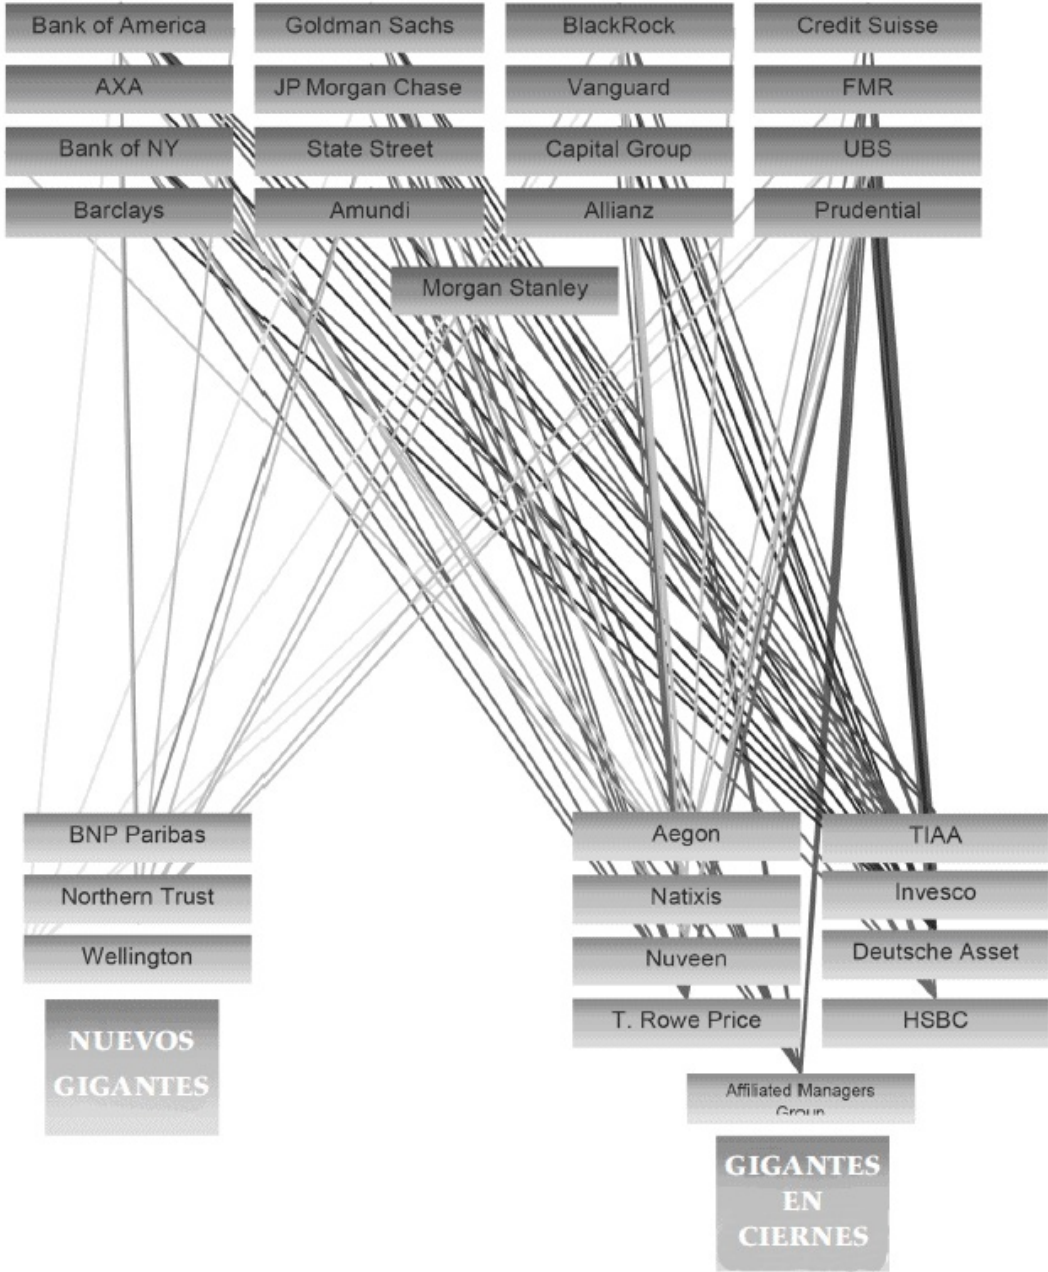 Bank of America
Goldman Sachs
BlackRock
Credit Suisse
AXA
JP Morgan Chase
Vanguard
FMR
Bank of NY
State Street
Capital Group
UBS
Barclays
Amundi
Allianz
Prudential
Morgan Stanley
BNP Paribas
Northern Trust
Wellington
NUEVOS
GIGANTES
Aegon
TIAA
Natixis
Invesco
Nuveen
Deutsche Asset
T. Rowe Price
HSBC
Affiliated Managers
Group
GIGANTES
EN
CIERNES